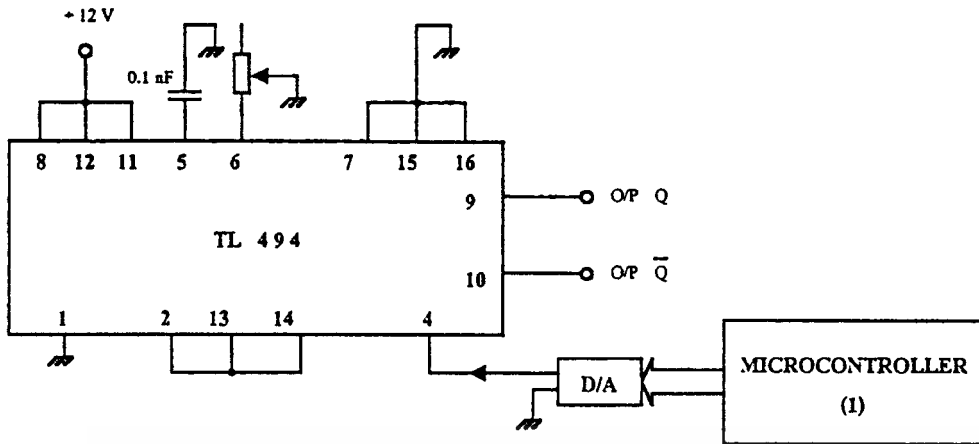 + 12 V
0.1 nF
8 12 11 5 6 7 15 16
9 O/P Q
TL 494
10 O/P Q̅
1 2 13 14 4
D/A
MICROCONTROLLER
(1)